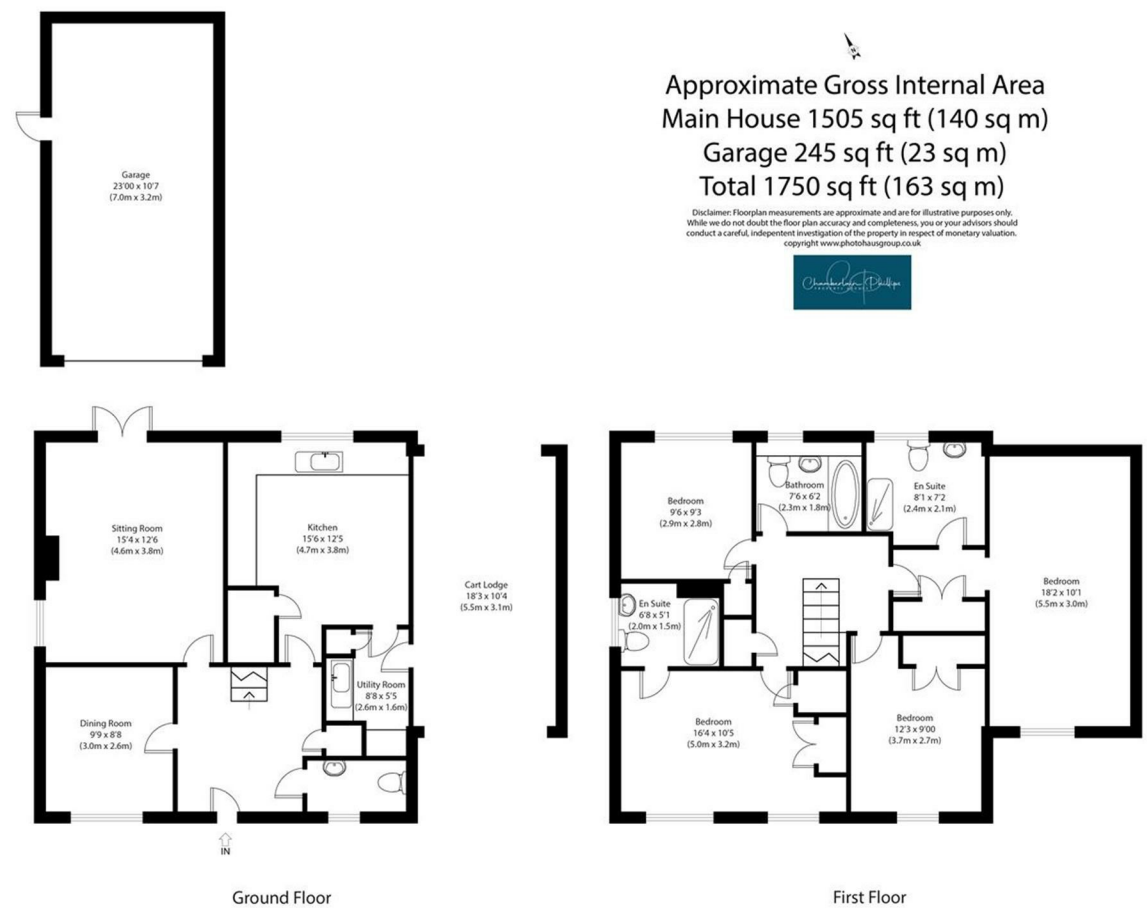 N
Approximate Gross Internal Area
Main House 1505 sq ft (140 sq m)
Garage 245 sq ft (23 sq m)
Total 1750 sq ft (163 sq m)
Disclaimer: Floorplan measurements are approximate and are for illustrative purposes only.
While we do not doubt the floor plan accuracy and completeness, you or your advisors should
conduct a careful, indepentent investigation of the property in respect of monetary valuation.
copyright www.photohausgroup.co.uk
Chamberlain Phillips
PROPERTY AGENTS
Garage
23'00 x 10'7
(7.0m x 3.2m)
Sitting Room
15'4 x 12'6
(4.6m x 3.8m)
Kitchen
15'6 x 12'5
(4.7m x 3.8m)
Cart Lodge
18'3 x 10'4
(5.5m x 3.1m)
Utility Room
8'8 x 5'5
(2.6m x 1.6m)
Dining Room
9'9 x 8'8
(3.0m x 2.6m)
IN
Ground Floor
Bedroom
9'6 x 9'3
(2.9m x 2.8m)
Bathroom
7'6 x 6'2
(2.3m x 1.8m)
En Suite
8'1 x 7'2
(2.4m x 2.1m)
Bedroom
18'2 x 10'1
(5.5m x 3.0m)
En Suite
6'8 x 5'1
(2.0m x 1.5m)
Bedroom
16'4 x 10'5
(5.0m x 3.2m)
Bedroom
12'3 x 9'00
(3.7m x 2.7m)
First Floor